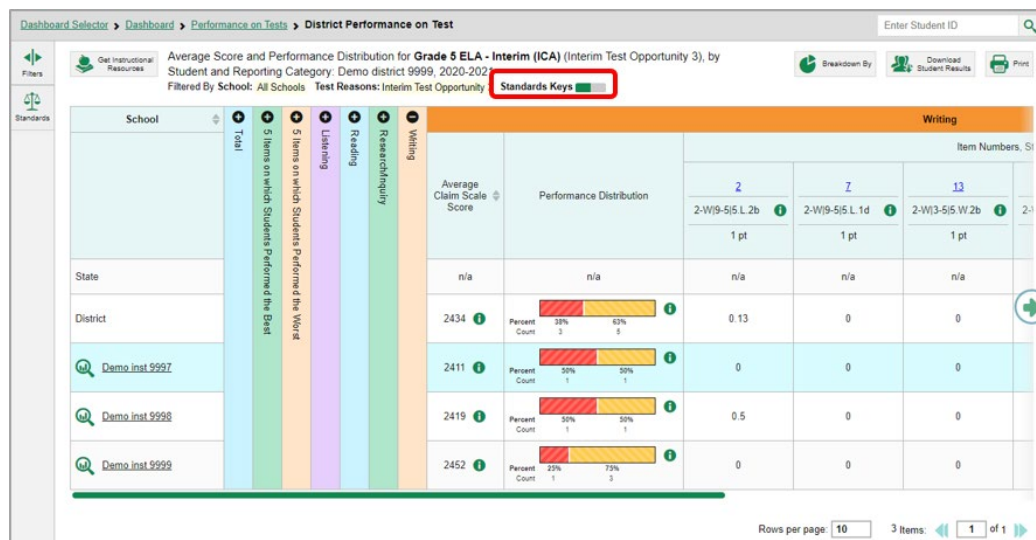 Dashboard Selector > Dashboard > Performance on Tests > District Performance on Test
Enter Student ID
Filters
Standards
Get Instructional Resources
Average Score and Performance Distribution for Grade 5 ELA - Interim (ICA) (Interim Test Opportunity 3), by
Student and Reporting Category: Demo district 9999, 2020-2021
Filtered By School: All Schools Test Reasons: Interim Test Opportunity Standards Keys
Breakdown By
Download Student Results
Print
School
Total
5 Items on which Students Performed the Best
5 Items on which Students Performed the Worst
Listening
Reading
Research/Inquiry
Writing
Writing
Item Numbers,
Average Claim Scale Score
Performance Distribution
2 7 13
2-W|9-5|5.L.2b 2-W|9-5|5.L.1d 2-W|3-5|5.W.2b
1 pt 1 pt 1 pt
State n/a n/a n/a n/a n/a
District 2434 0.13 0 0
Percent 38% 63%
Count 3 5
Demo inst 9997 2411 0 0 0
Percent 50% 50%
Count 1 1
Demo inst 9998 2419 0.5 0 0
Percent 50% 50%
Count 1 1
Demo inst 9999 2452 0 0 0
Percent 25% 75%
Count 1 3
Rows per page: 10 3 Items: 1 of 1